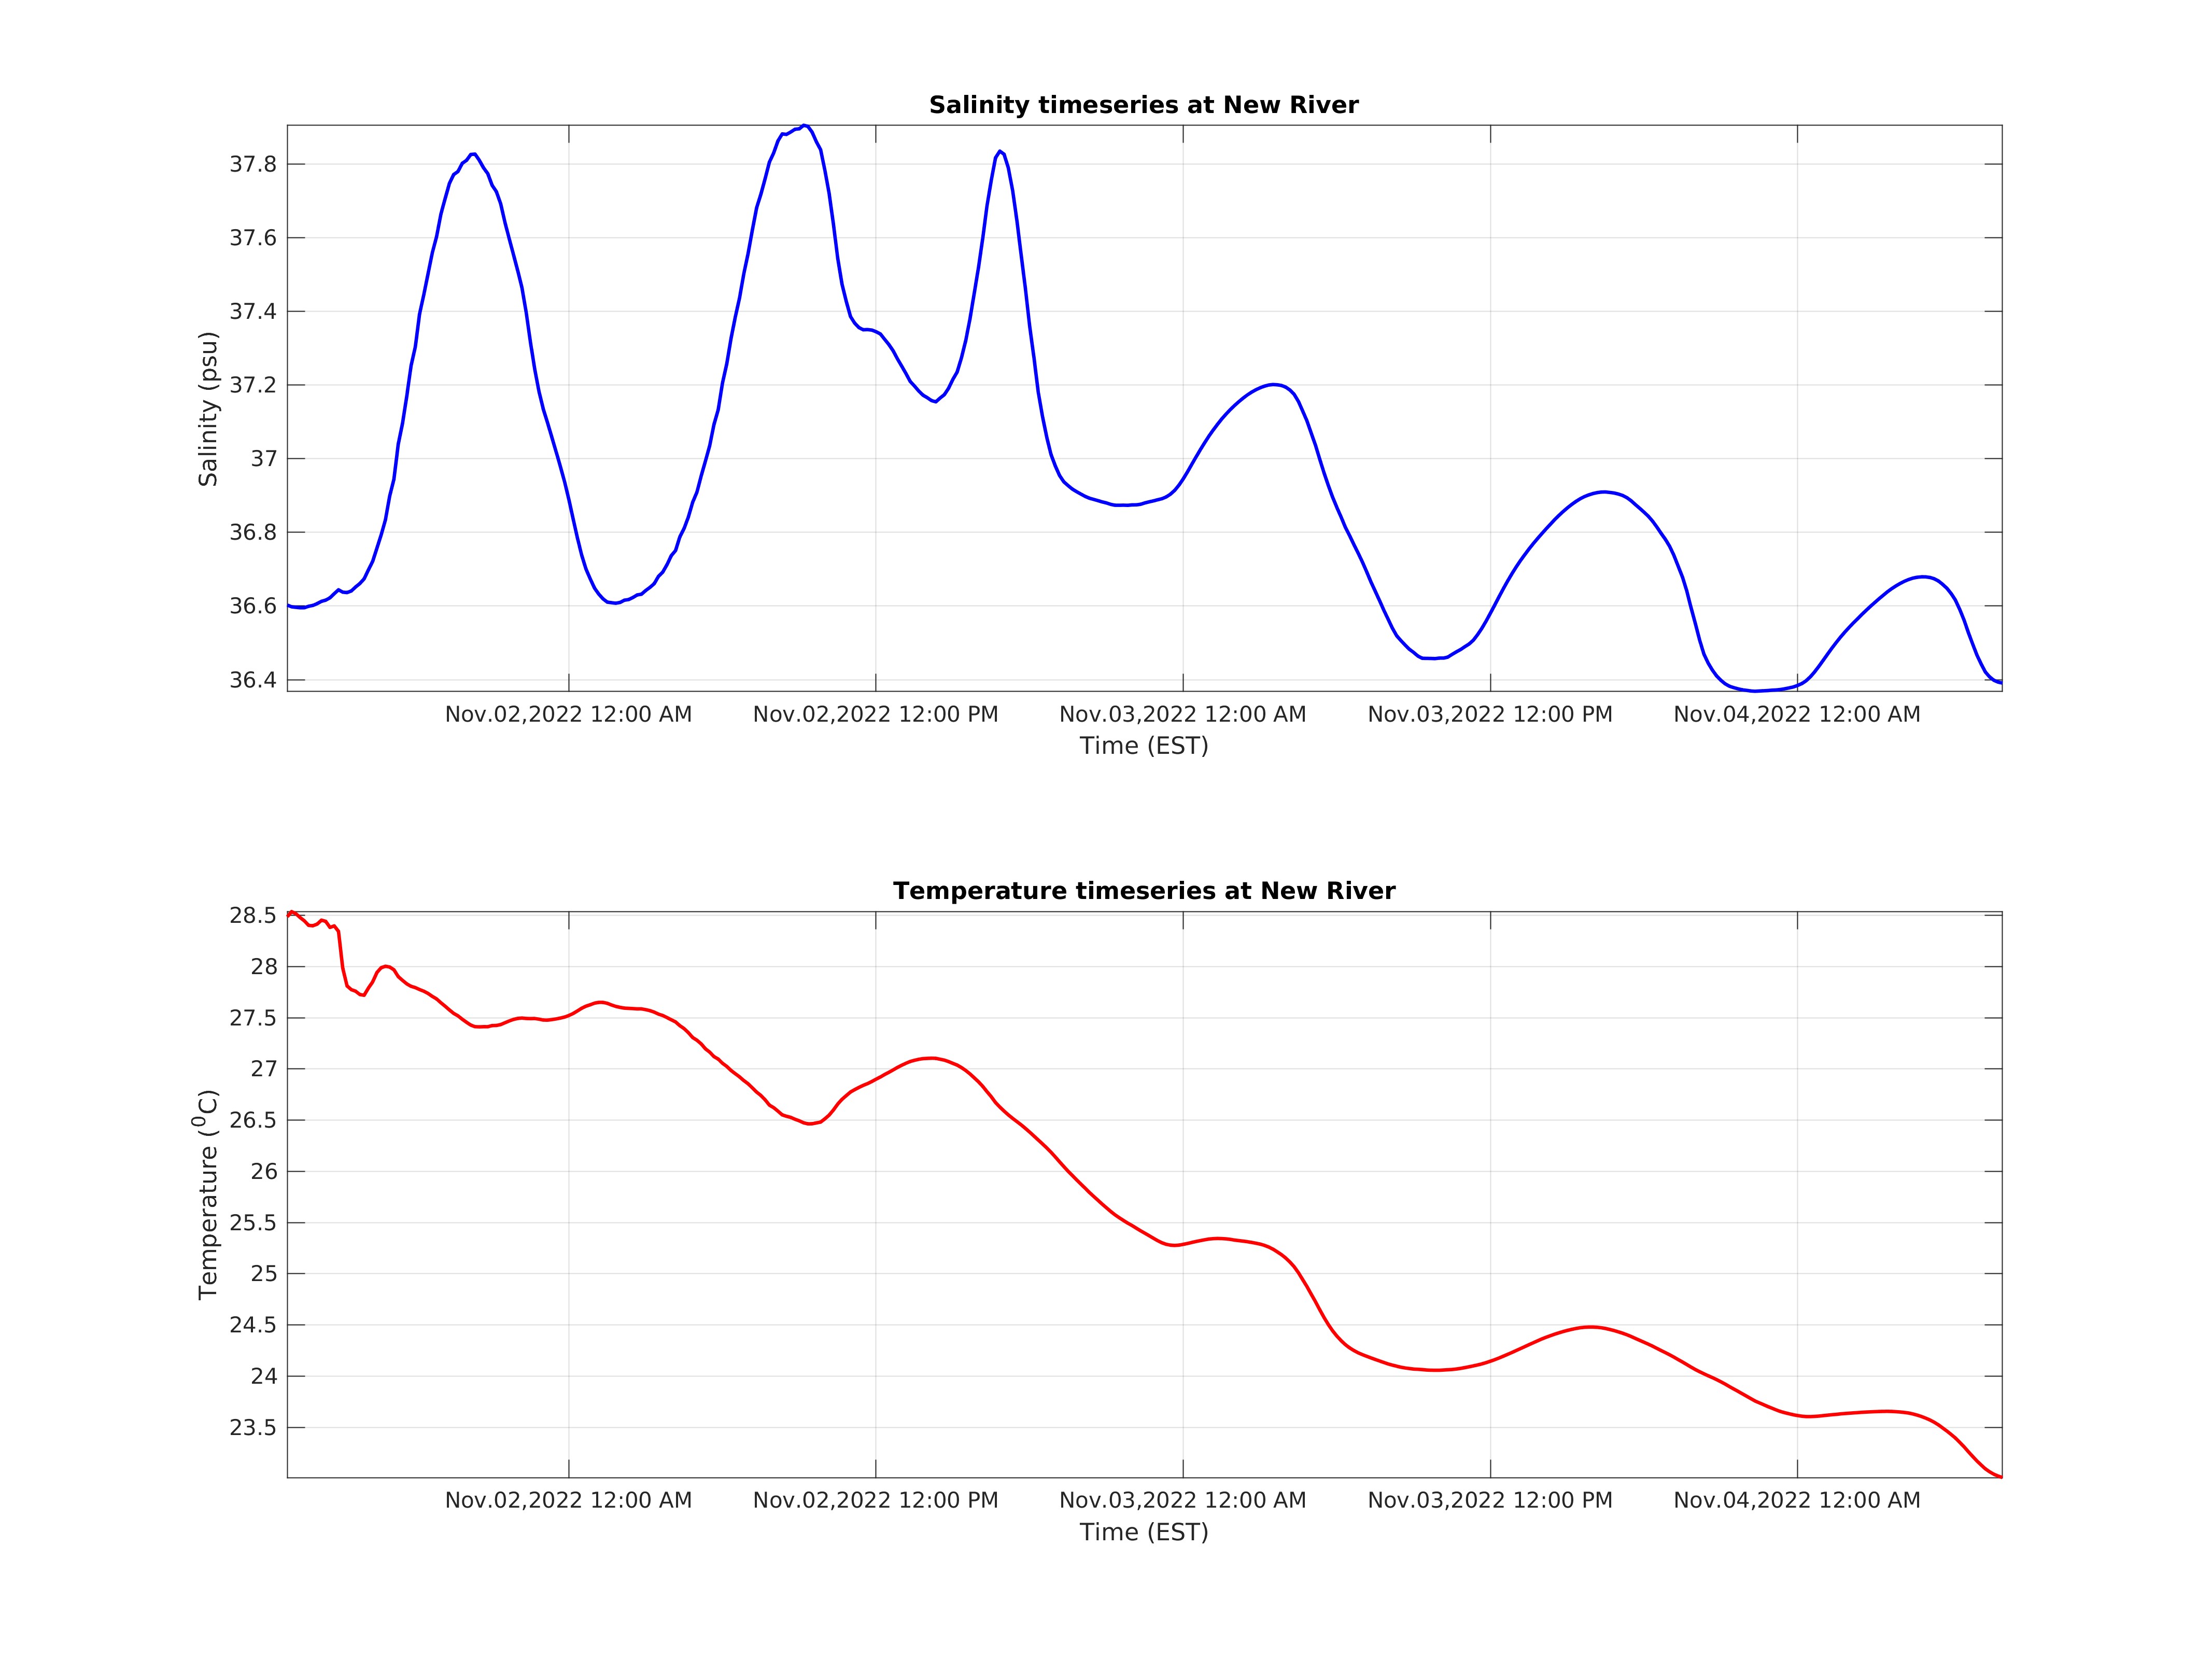 Salinity timeseries at New River
Salinity (psu)
37.8
37.6
37.4
37.2
37
36.8
36.6
36.4
Nov.02,2022 12:00 AM
Nov.02,2022 12:00 PM
Nov.03,2022 12:00 AM
Nov.03,2022 12:00 PM
Nov.04,2022 12:00 AM
Time (EST)
Temperature timeseries at New River
Temperature (⁰C)
28.5
28
27.5
27
26.5
26
25.5
25
24.5
24
23.5
Nov.02,2022 12:00 AM
Nov.02,2022 12:00 PM
Nov.03,2022 12:00 AM
Nov.03,2022 12:00 PM
Nov.04,2022 12:00 AM
Time (EST)